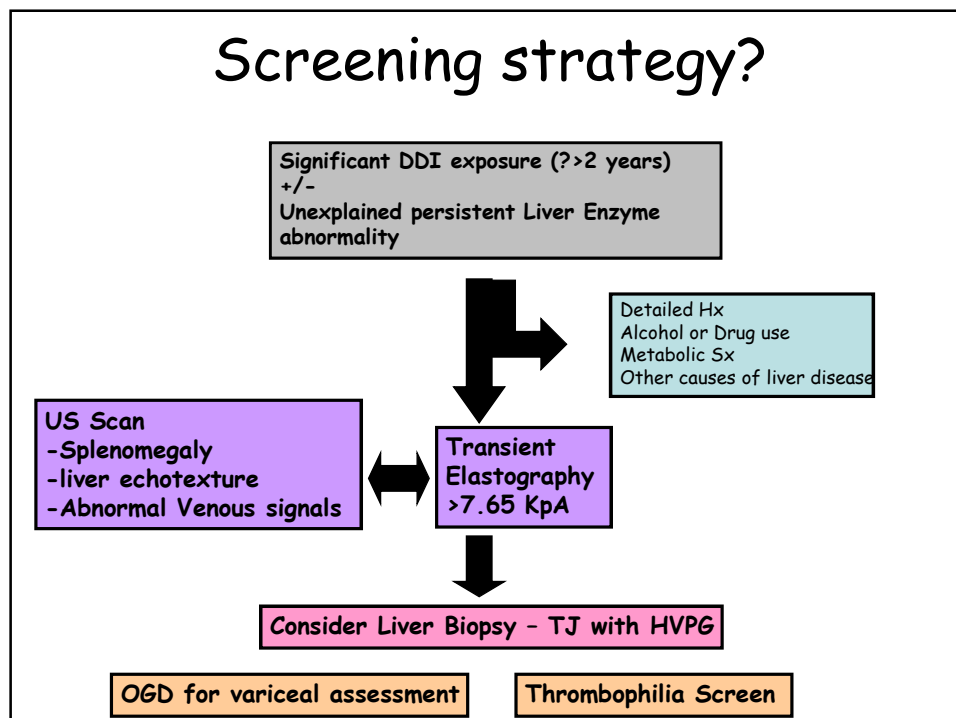 Screening strategy?
Significant DDI exposure (?>2 years)
+/-
Unexplained persistent Liver Enzyme
abnormality
Detailed Hx
Alcohol or Drug use
Metabolic Sx
Other causes of liver disease
US Scan
-Splenomegaly
-liver echotexture
-Abnormal Venous signals
Transient
Elastography
>7.65 KpA
Consider Liver Biopsy – TJ with HVPG
OGD for variceal assessment
Thrombophilia Screen